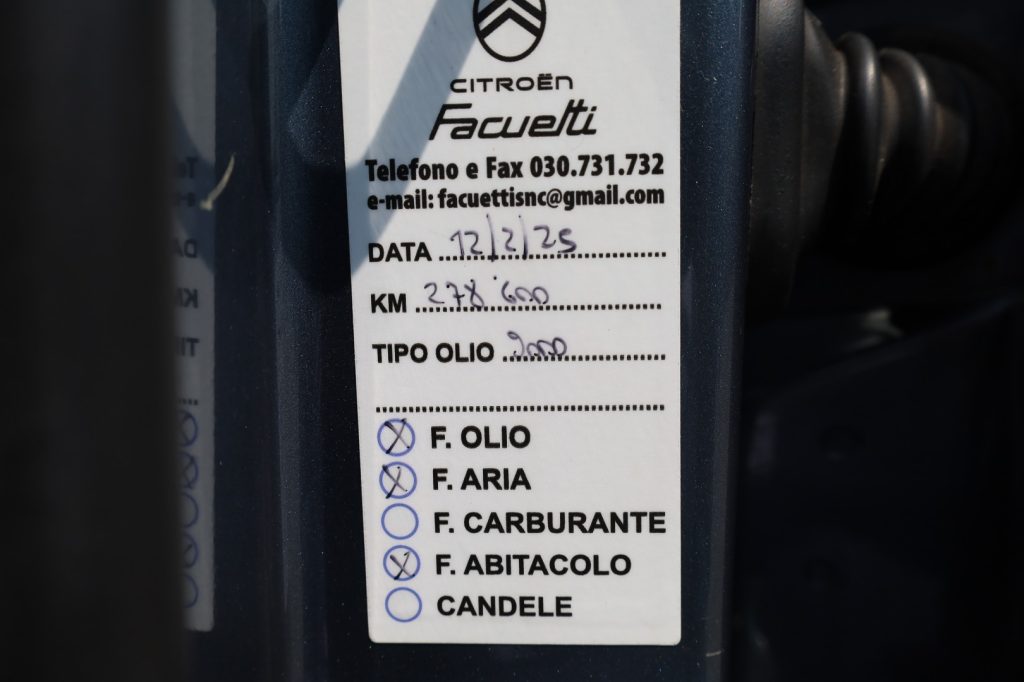 CITROËN
Facuetti
Telefono e Fax 030.731.732
e-mail: facuettisnc@gmail.com
DATA 12/2/25
KM 278'600
TIPO OLIO 9000
F. OLIO
F. ARIA
F. CARBURANTE
F. ABITACOLO
CANDELE